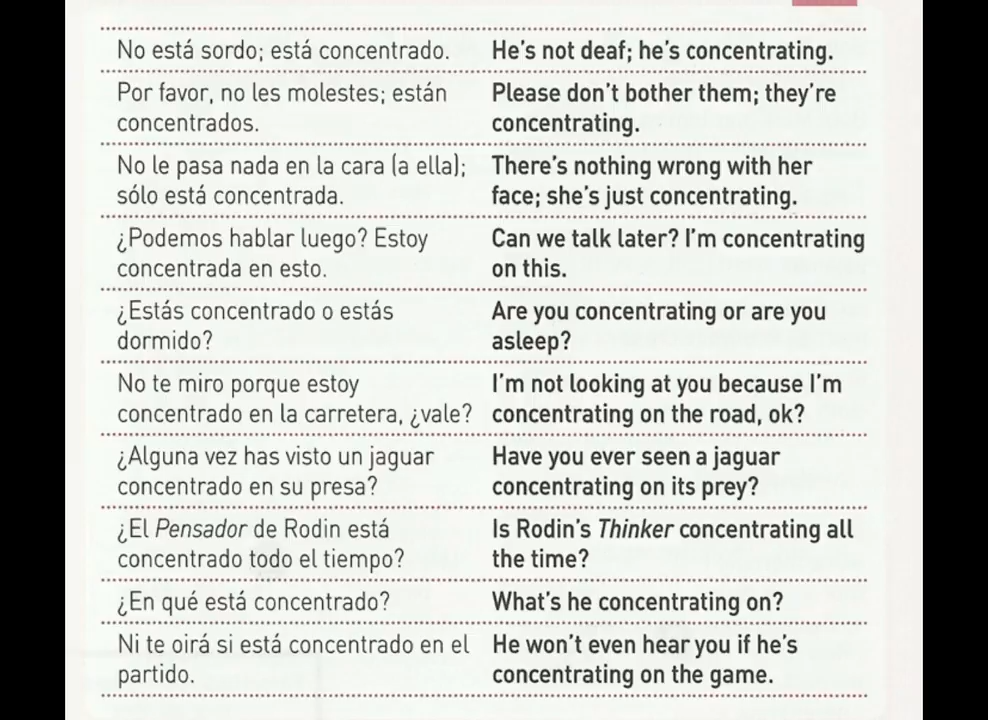 No está sordo; está concentrado.
He's not deaf; he's concentrating.
Por favor, no les molestes; están
concentrados.
Please don't bother them; they're
concentrating.
No le pasa nada en la cara (a ella);
sólo está concentrada.
There's nothing wrong with her
face; she's just concentrating.
¿Podemos hablar luego? Estoy
concentrada en esto.
Can we talk later? I'm concentrating
on this.
¿Estás concentrado o estás
dormido?
Are you concentrating or are you
asleep?
No te miro porque estoy
concentrado en la carretera, ¿vale?
I'm not looking at you because I'm
concentrating on the road, ok?
¿Alguna vez has visto un jaguar
concentrado en su presa?
Have you ever seen a jaguar
concentrating on its prey?
¿El Pensador de Rodin está
concentrado todo el tiempo?
Is Rodin's Thinker concentrating all
the time?
¿En qué está concentrado?
What's he concentrating on?
Ni te oirá si está concentrado en el
partido.
He won't even hear you if he's
concentrating on the game.